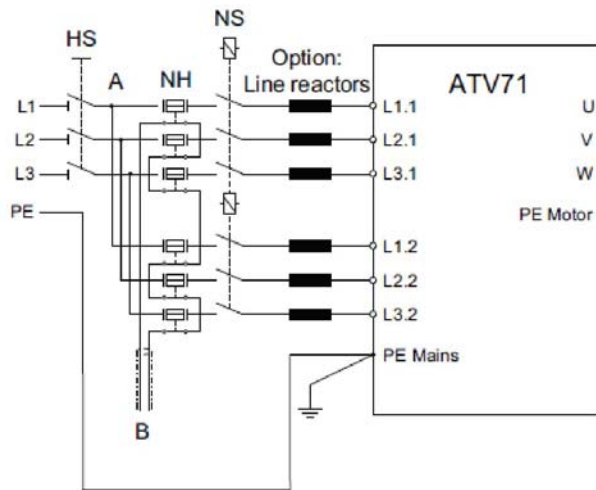 NS
HS
Option:
A NH Line reactors ATV71
L1 L1.1 U
L2 L2.1 V
L3 L3.1 W
PE PE Motor
L1.2
L2.2
L3.2
PE Mains
B